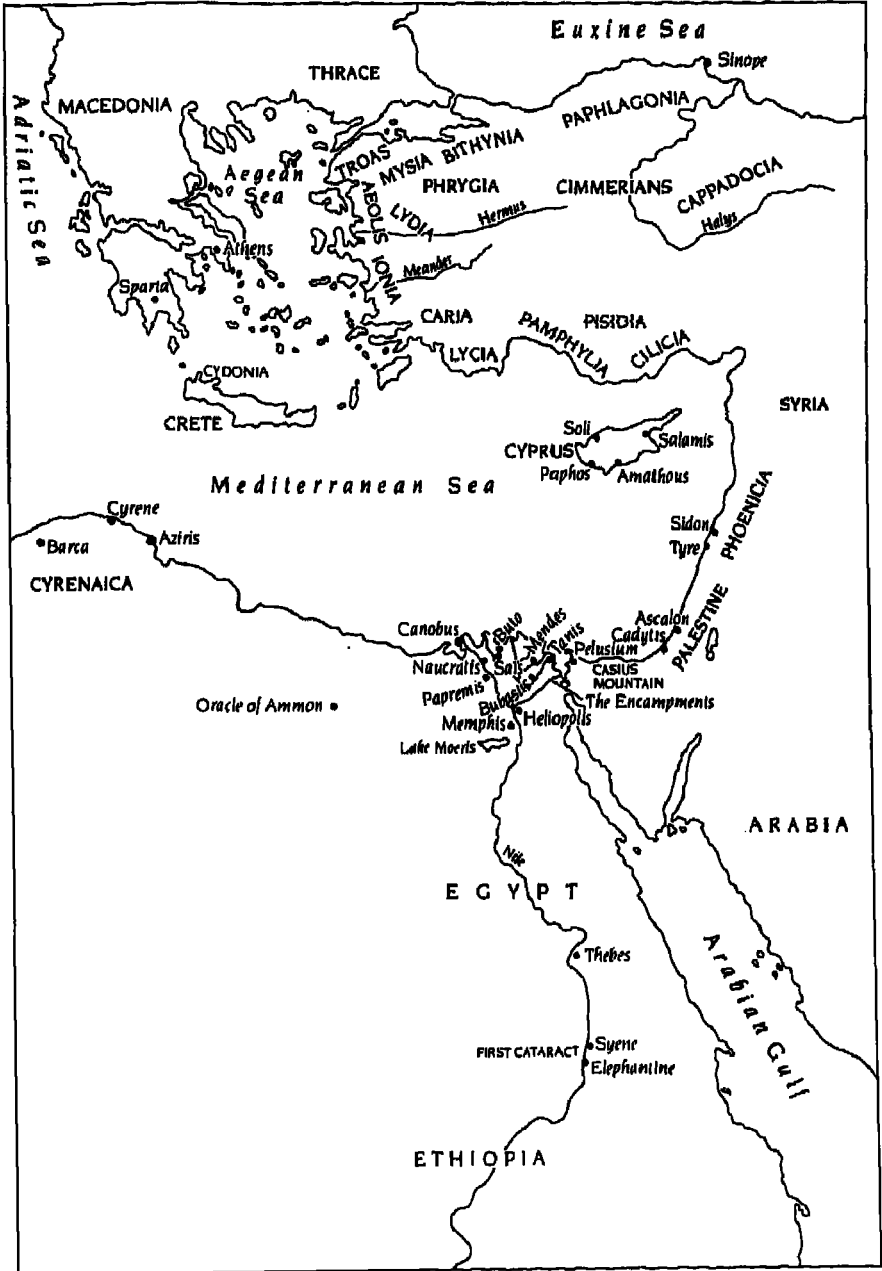 Euxine Sea
Sinope
THRACE
MACEDONIA
PAPHLAGONIA
Adriatic Sea
BITHYNIA
TROAS
MYSIA
Aegean
Sea
PHRYGIA
CIMMERIANS
CAPPADOCIA
AEOLIS
LYDIA
Hermus
Halys
Athens
IONIA
Meander
Sparta
CARIA
PISIDIA
PAMPHYLIA
CILICIA
LYCIA
CYDONIA
CRETE
SYRIA
Soli
Salamis
CYPRUS
Paphos
Amathous
Mediterranean Sea
Cyrene
Barca
Aziris
CYRENAICA
Sidon
Tyre
PHOENICIA
PALESTINE
Ascalon
Cadytis
Canobus
Buto
Mendes
Tanis
Pelusium
Naucratis
Sais
CASIUS
MOUNTAIN
Papremis
Bubastis
The Encampments
Oracle of Ammon
Heliopolis
Memphis
Lake Moeris
ARABIA
Nile
EGYPT
Arabian Gulf
Thebes
Syene
FIRST CATARACT
Elephantine
ETHIOPIA